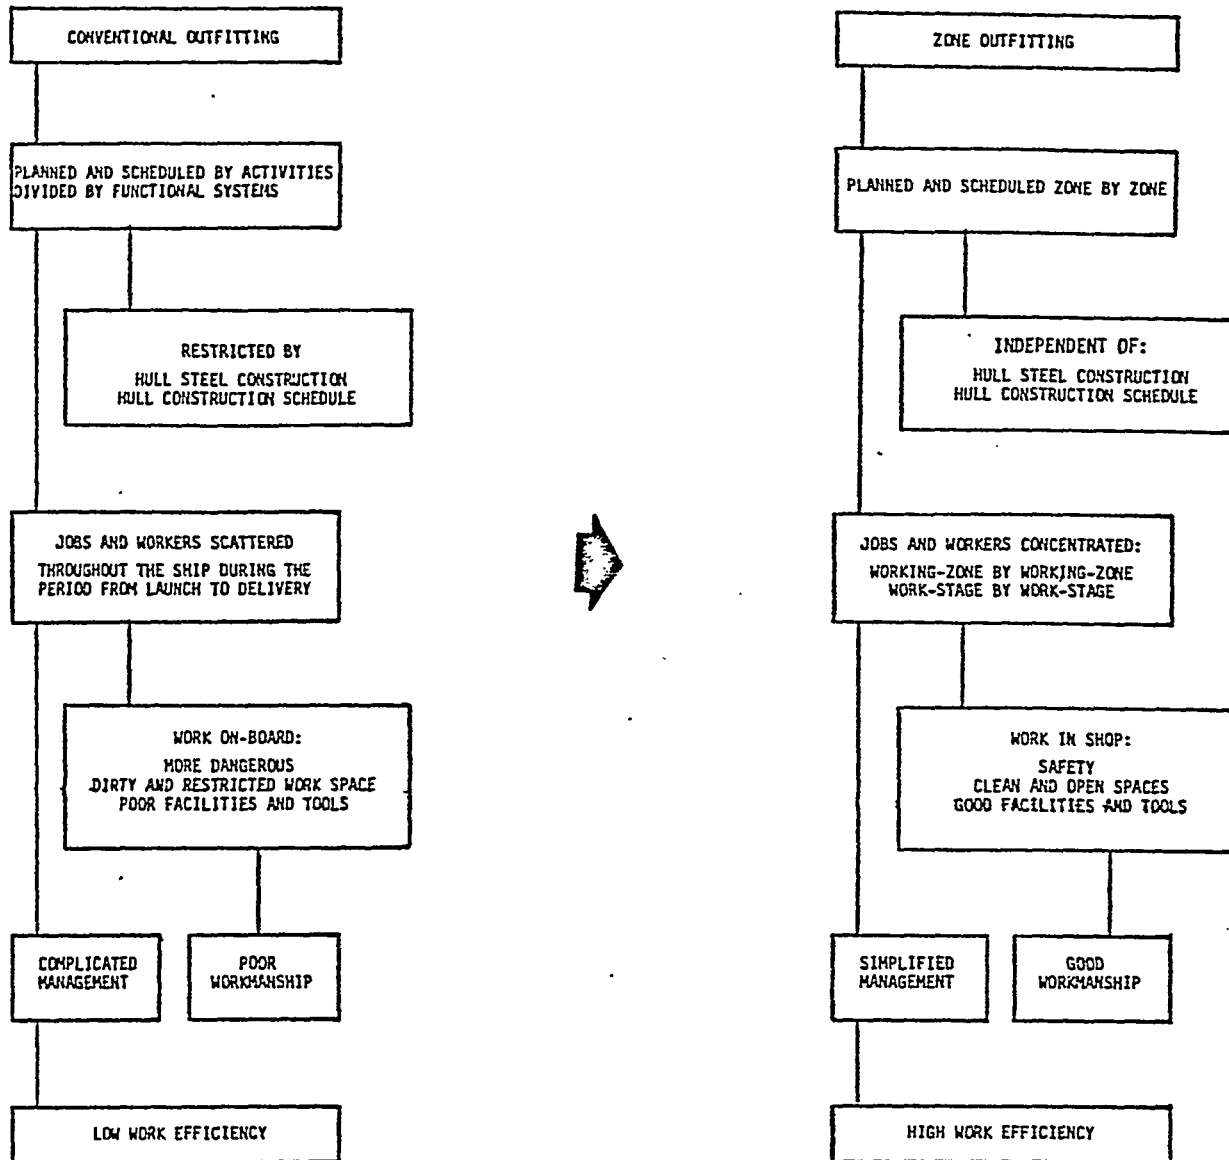 CONVENTIONAL OUTFITTING
PLANNED AND SCHEDULED BY ACTIVITIES
DIVIDED BY FUNCTIONAL SYSTEMS
RESTRICTED BY
HULL STEEL CONSTRUCTION
HULL CONSTRUCTION SCHEDULE
JOBS AND WORKERS SCATTERED
THROUGHOUT THE SHIP DURING THE
PERIOD FROM LAUNCH TO DELIVERY
WORK ON-BOARD:
MORE DANGEROUS
DIRTY AND RESTRICTED WORK SPACE
POOR FACILITIES AND TOOLS
COMPLICATED
MANAGEMENT
POOR
WORKMANSHIP
LOW WORK EFFICIENCY
ZONE OUTFITTING
PLANNED AND SCHEDULED ZONE BY ZONE
INDEPENDENT OF:
HULL STEEL CONSTRUCTION
HULL CONSTRUCTION SCHEDULE
JOBS AND WORKERS CONCENTRATED:
WORKING-ZONE BY WORKING-ZONE
WORK-STAGE BY WORK-STAGE
WORK IN SHOP:
SAFETY
CLEAN AND OPEN SPACES
GOOD FACILITIES AND TOOLS
SIMPLIFIED
MANAGEMENT
GOOD
WORKMANSHIP
HIGH WORK EFFICIENCY